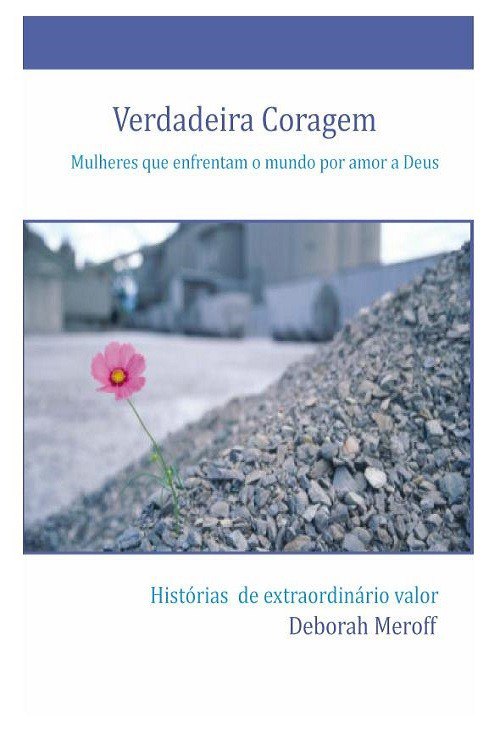 Verdadeira Coragem
Mulheres que enfrentam o mundo por amor a Deus
Histórias de extraordinário valor
Deborah Meroff